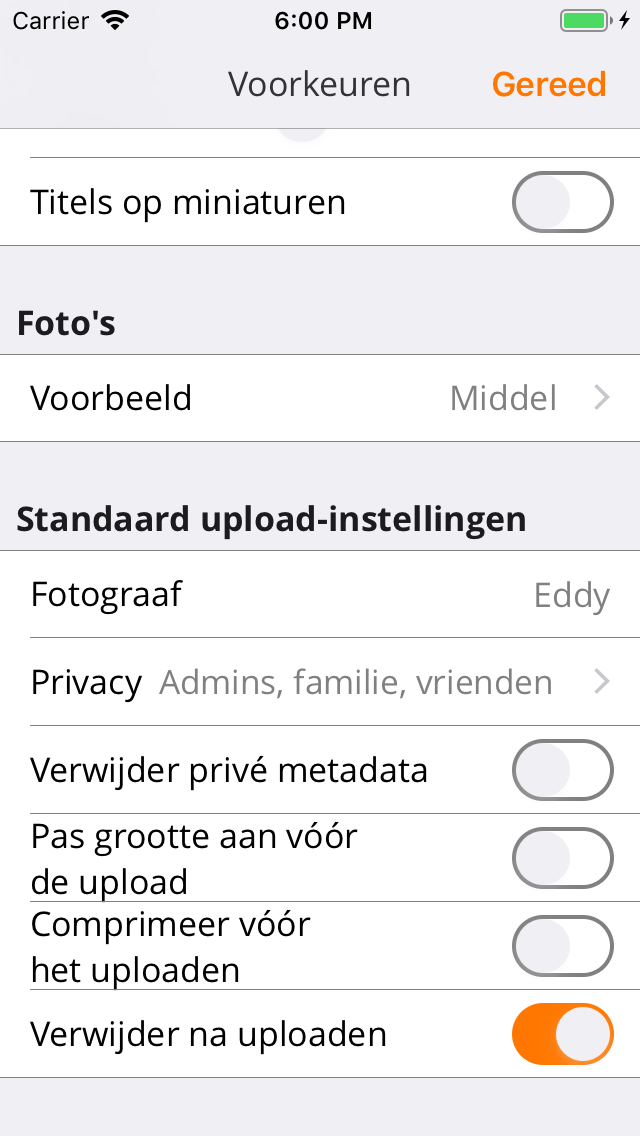 Carrier 6:00 PM
Voorkeuren Gereed
Titels op miniaturen
Foto's
Voorbeeld Middel
Standaard upload-instellingen
Fotograaf Eddy
Privacy Admins, familie, vrienden
Verwijder privé metadata
Pas grootte aan vóór
de upload
Comprimeer vóór
het uploaden
Verwijder na uploaden